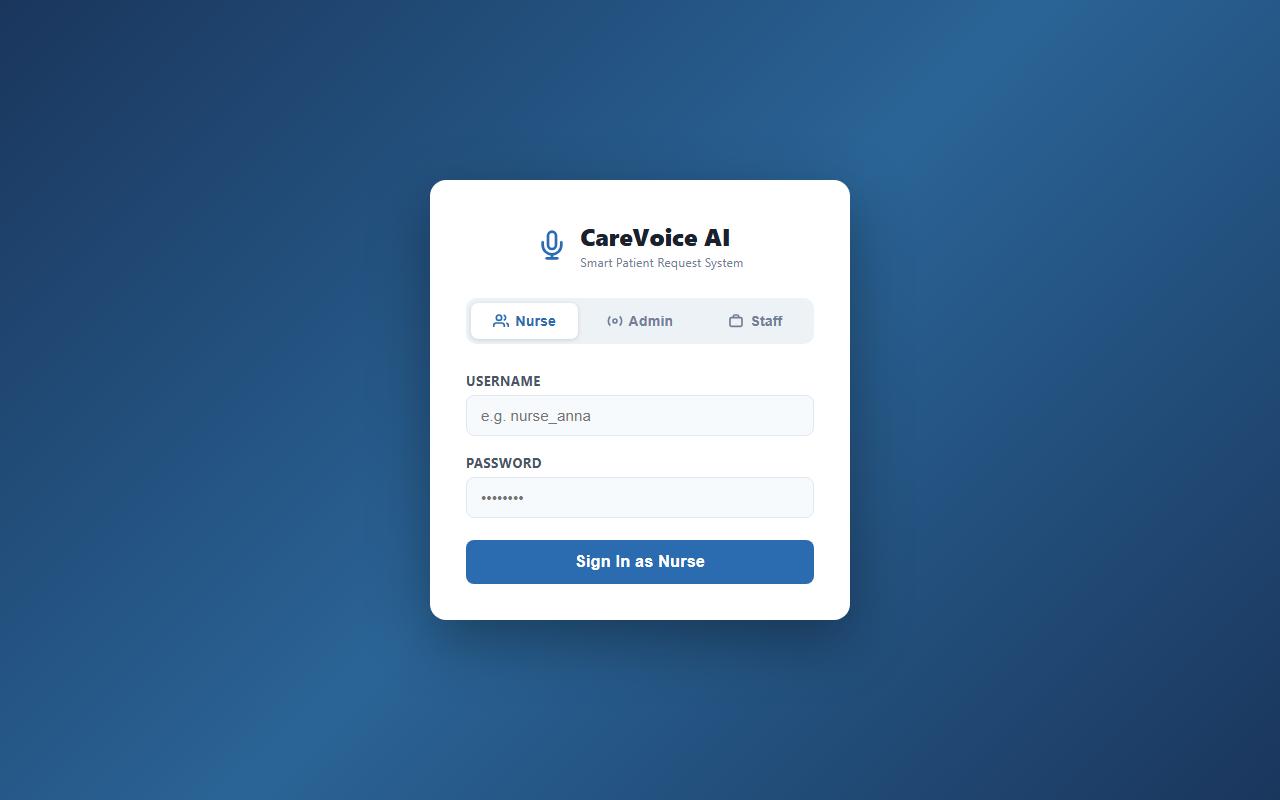 CareVoice AI
Smart Patient Request System
Nurse Admin Staff
USERNAME
e.g. nurse_anna
PASSWORD
••••••••
Sign In as Nurse